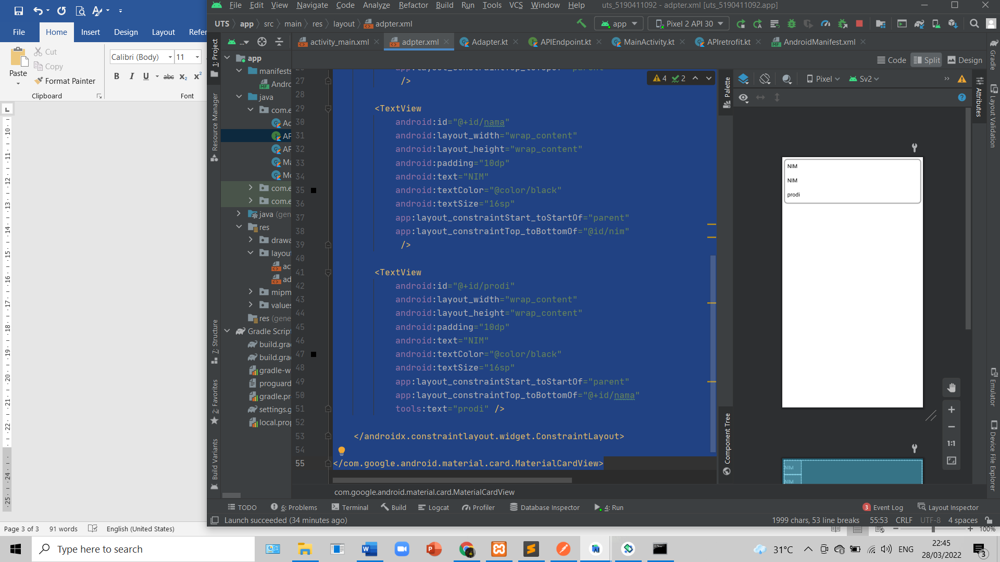 File Edit View Navigate Code Analyze Refactor Build Run Tools VCS Window Help uts_5190411092 - adpter.xml [uts_5190411092.app]
UTS app src main res layout adpter.xml app Pixel 2 API 30
File Home Insert Design Layout Refer
Cut
Copy
Paste
Format Painter
Clipboard
Calibri (Body) 11
B I U abc x₂ x²
Font
activity_main.xml adpter.xml Adapter.kt APIEndpoint.kt MainActivity.kt APIretrofit.kt AndroidManifest.xml
Code Split Design
Pixel Sv2
1: Project
Resource Manager
7: Structure
2: Favorites
Build Variants
app
manifests
Andro
java
com.e
Ad
AP
AP
Ma
Mo
com.e
com.e
java (gen
res
drawa
layout
ac
ad
mipm
values
res (gene
Gradle Script
build.grad
build.grad
gradle-w
proguard
gradle.pr
settings.g
local.prop
4 2
27 />
28
29 <TextView
30 android:id="@+id/nama"
31 android:layout_width="wrap_content"
32 android:layout_height="wrap_content"
33 android:padding="10dp"
34 android:text="NIM"
35 android:textColor="@color/black"
36 android:textSize="16sp"
37 app:layout_constraintStart_toStartOf="parent"
38 app:layout_constraintTop_toBottomOf="@id/nim"
39 />
40
41 <TextView
42 android:id="@+id/prodi"
43 android:layout_width="wrap_content"
44 android:layout_height="wrap_content"
45 android:padding="10dp"
46 android:text="NIM"
47 android:textColor="@color/black"
48 android:textSize="16sp"
49 app:layout_constraintStart_toStartOf="parent"
50 app:layout_constraintTop_toBottomOf="@+id/nama"
51 tools:text="prodi" />
52
53 </androidx.constraintlayout.widget.ConstraintLayout>
54
55 </com.google.android.material.card.MaterialCardView>
com.google.android.material.card.MaterialCardView
Palette
Component Tree
NIM
NIM
prodi
NIM
NIM
1:1
Attributes
Gradle
Layout Validation
Emulator
Device File Explorer
TODO 6: Problems Terminal Build Logcat Profiler Database Inspector 4: Run 3 Event Log Layout Inspector
Launch succeeded (34 minutes ago) 1999 chars, 53 line breaks 55:53 CRLF UTF-8 4 spaces
Page 3 of 3 91 words English (United States) 100%
Type here to search
31°C ENG 22:45
28/03/2022 3